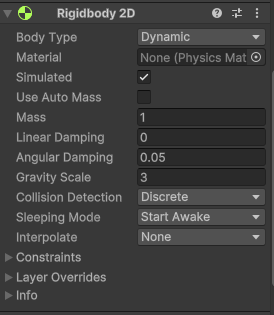 Rigidbody 2D
Body Type Dynamic
Material None (Physics Mat
Simulated
Use Auto Mass
Mass 1
Linear Damping 0
Angular Damping 0.05
Gravity Scale 3
Collision Detection Discrete
Sleeping Mode Start Awake
Interpolate None
Constraints
Layer Overrides
Info